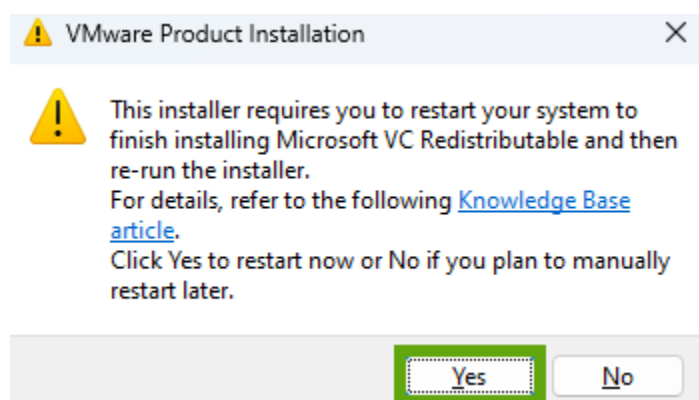 VMware Product Installation
This installer requires you to restart your system to
finish installing Microsoft VC Redistributable and then
re-run the installer.
For details, refer to the following Knowledge Base
article.
Click Yes to restart now or No if you plan to manually
restart later.
Yes No